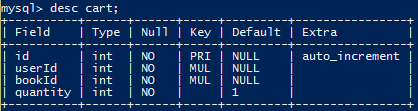 mysql> desc cart;
+----------+------+------+-----+---------+----------------+
| Field    | Type | Null | Key | Default | Extra          |
+----------+------+------+-----+---------+----------------+
| id       | int  | NO   | PRI | NULL    | auto_increment |
| userId   | int  | NO   | MUL | NULL    |                |
| bookId   | int  | NO   | MUL | NULL    |                |
| quantity | int  | NO   |     | 1       |                |
+----------+------+------+-----+---------+----------------+